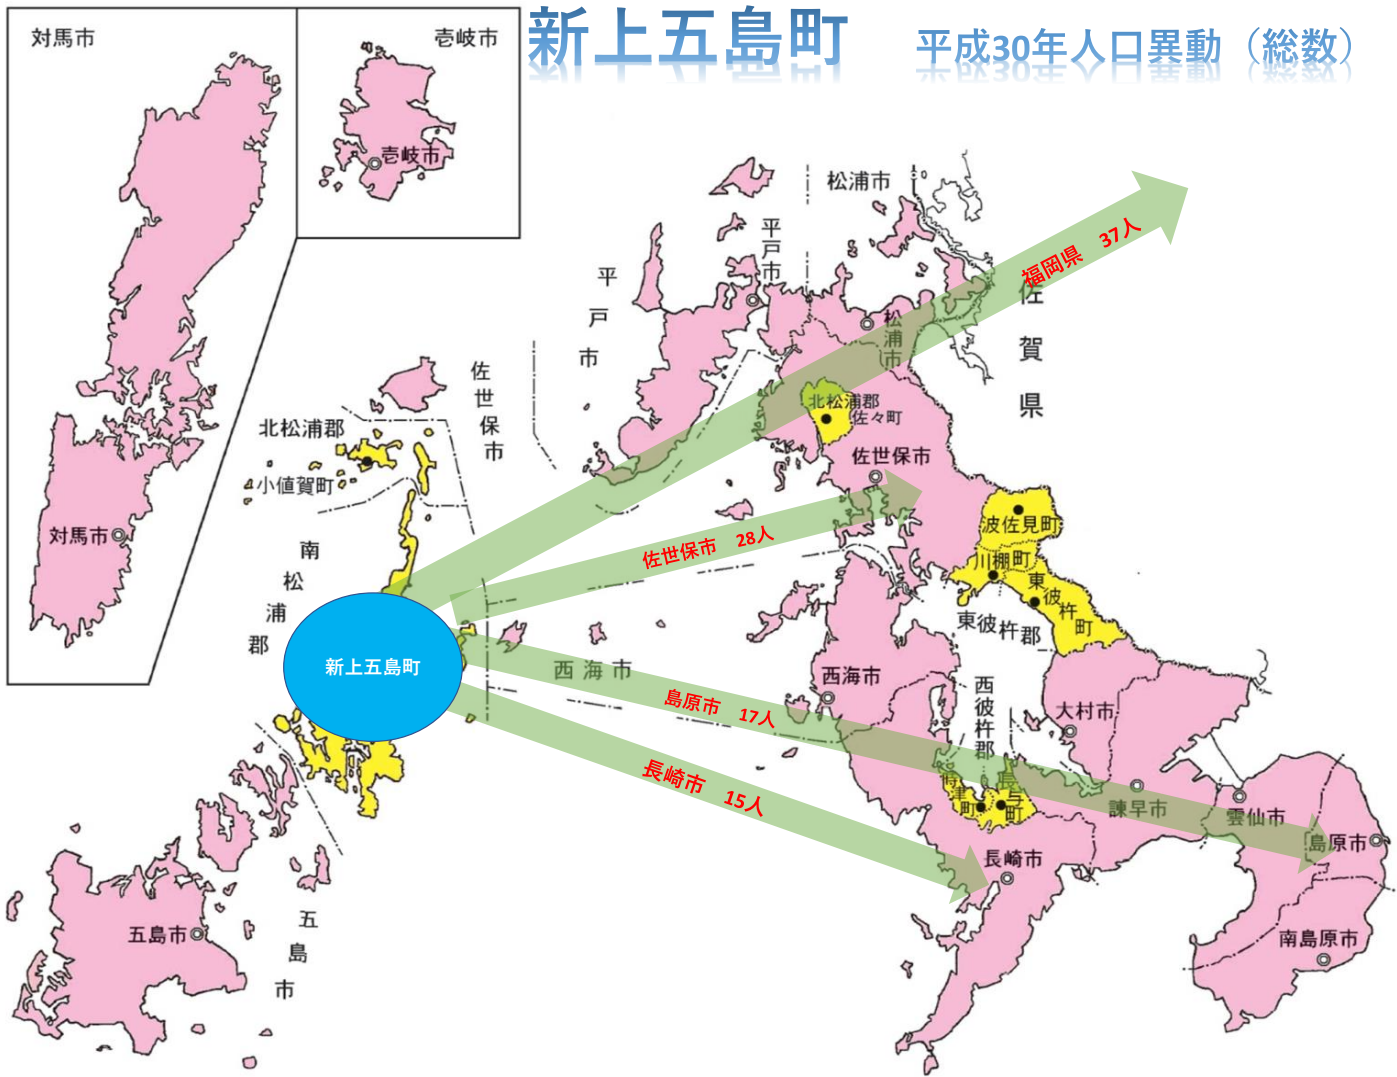 新上五島町
平成30年人口異動（総数）
対馬市
壱岐市
壱岐市
対馬市
松浦市
平戸市
平戸市
福岡県　37人
佐賀県
松浦市
佐世保市
北松浦郡
小値賀町
北松浦郡
佐々町
佐世保市
佐世保市　28人
波佐見町
川棚町
東彼杵町
東彼杵郡
南松浦郡
新上五島町
西海市
西海市
島原市　17人
西彼杵郡
大村市
長崎市　15人
時津町
長与町
諫早市
雲仙市
島原市
長崎市
五島市
五島市
南島原市